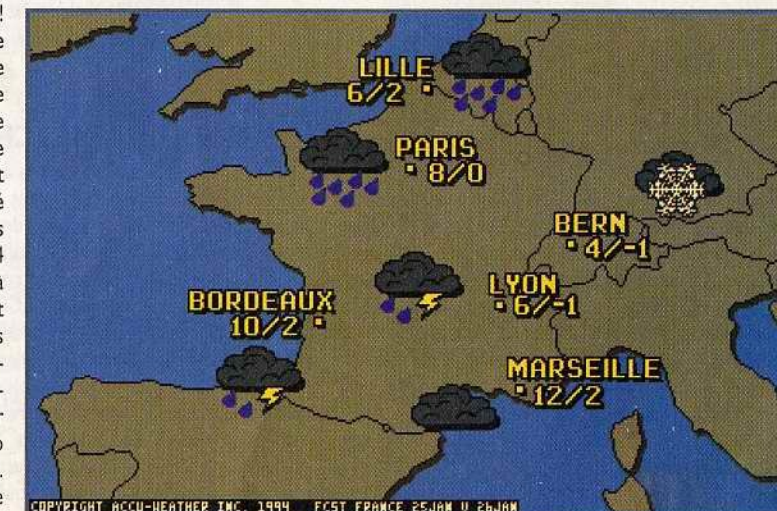 LILLE
6/2
PARIS
8/0
BERN
4/-1
LYON
6/-1
BORDEAUX
10/2
MARSEILLE
12/2
COPYRIGHT ACCU-WEATHER INC. 1994 FCST FRANCE 25JAN
26JAN